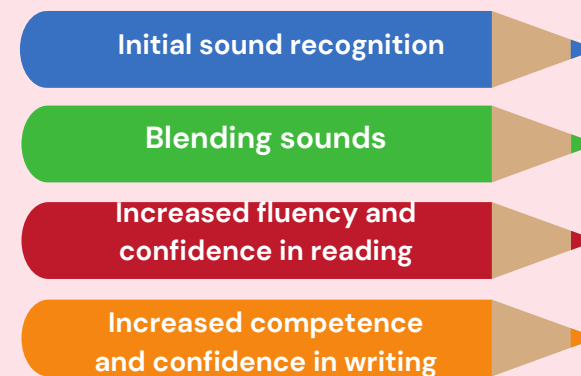 Initial sound recognition
Blending sounds
Increased fluency and
confidence in reading
Increased competence
and confidence in writing